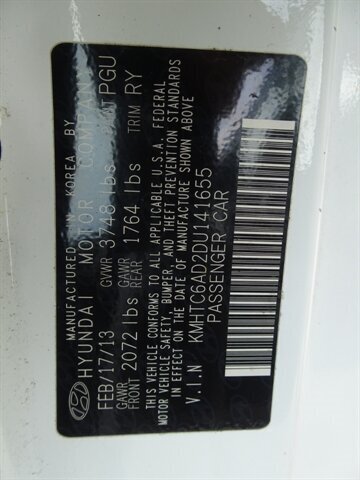 MANUFACTURED IN KOREA BY
HYUNDAI MOTOR COMPANY
FEB/17/13 GVWR 3748 lbs PGU
GAWR FRONT 2072 lbs GAWR REAR 1764 lbs TRIM RY
THIS VEHICLE CONFORMS TO ALL APPLICABLE U.S.A. FEDERAL
MOTOR VEHICLE SAFETY, BUMPER, AND THEFT PREVENTION STANDARDS
IN EFFECT ON THE DATE OF MANUFACTURE SHOWN ABOVE
V.I.N KMHTC6AD2DU141655
PASSENGER CAR